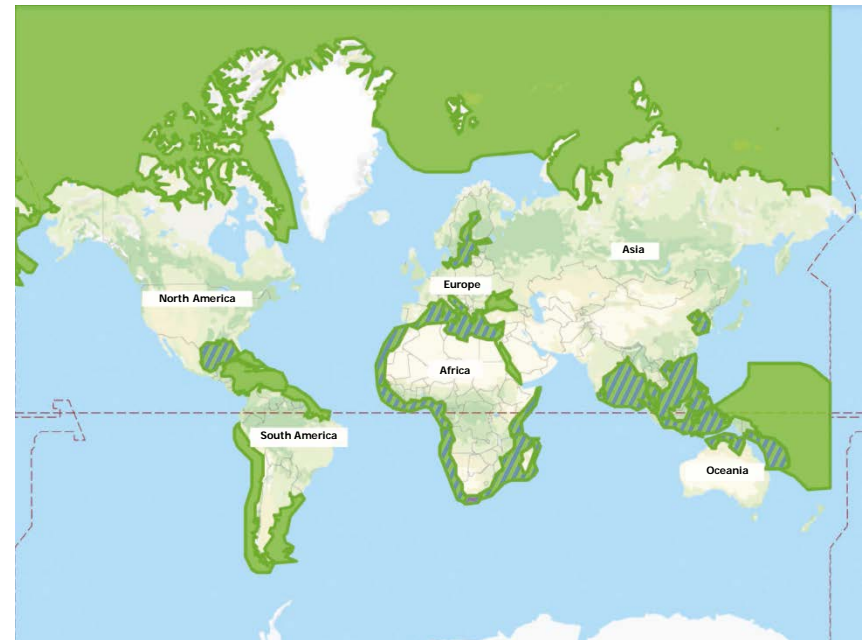 Asia
Europe
North America
Africa
South America
Oceania